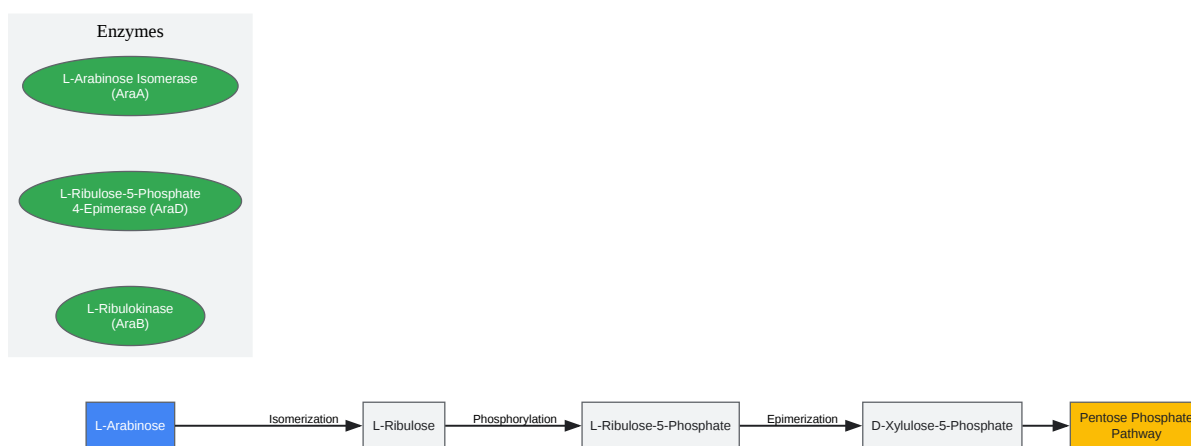 Enzymes
L-Arabinose Isomerase
(AraA)
L-Ribulose-5-Phosphate
4-Epimerase (AraD)
L-Ribulokinase
(AraB)
L-Arabinose
Isomerization
L-Ribulose
Phosphorylation
L-Ribulose-5-Phosphate
Epimerization
D-Xylulose-5-Phosphate
Pentose Phosphate
Pathway